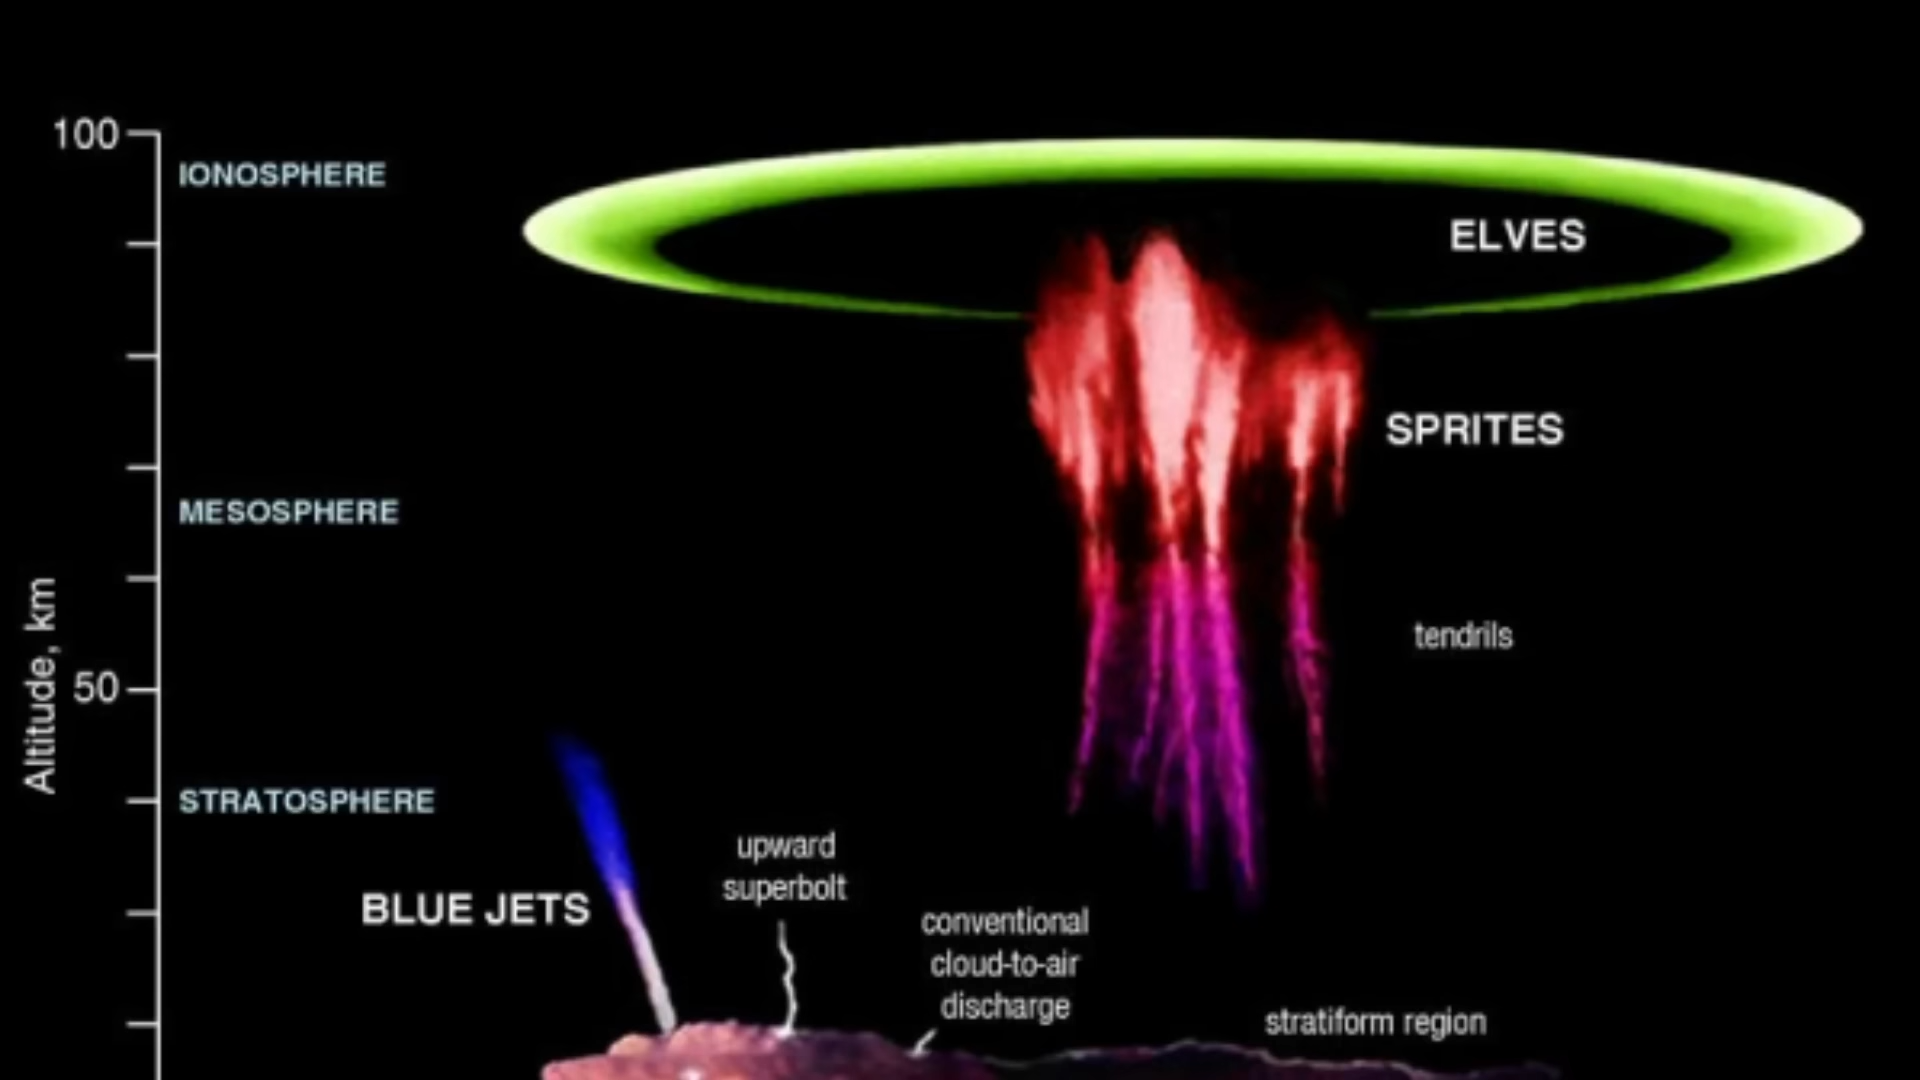 100
IONOSPHERE
ELVES
SPRITES
MESOSPHERE
Altitude, km
tendrils
50
STRATOSPHERE
upward
superbolt
BLUE JETS
conventional
cloud-to-air
discharge
stratiform region